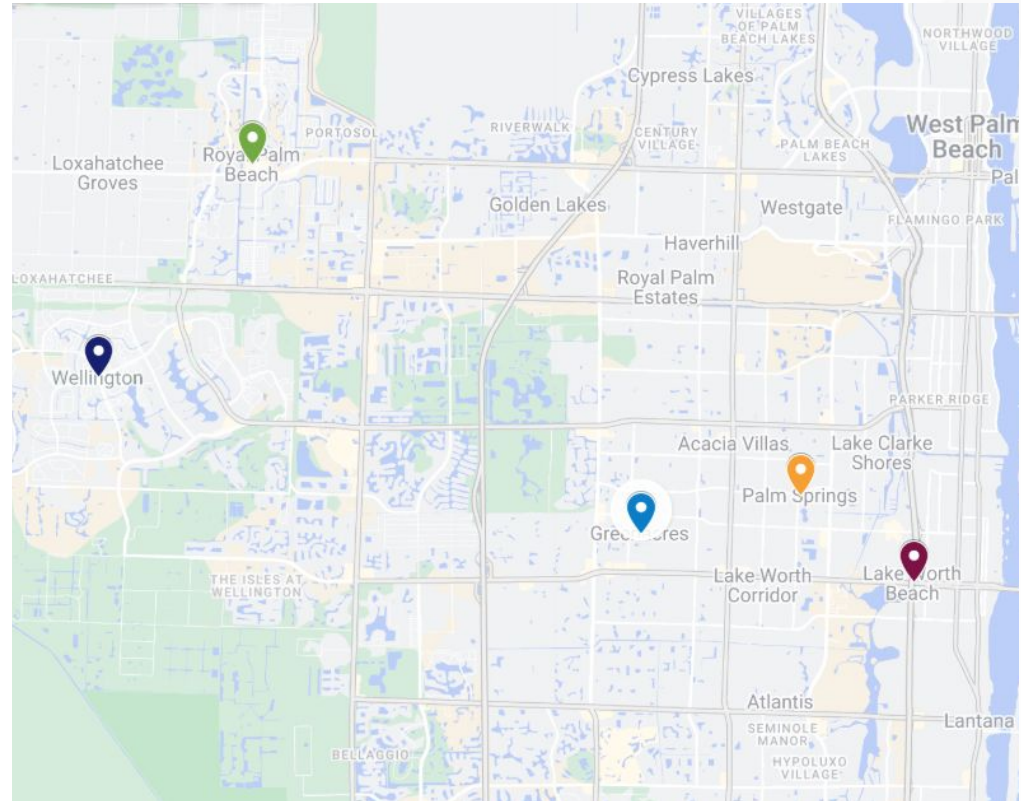 VILLAGES
OF PALM
BEACH LAKES
NORTHWOOD
VILLAGE
Cypress Lakes
PORTOSOL
RIVERWALK
CENTURY
VILLAGE
West Palm
Beach
PALM BEACH
LAKES
Pal
Loxahatchee
Groves
Royal Palm
Beach
Golden Lakes
Westgate
FLAMINGO PARK
Haverhill
LOXAHATCHEE
Royal Palm
Estates
Wellington
PARKER RIDGE
Acacia Villas
Lake Clarke
Shores
Palm Springs
Greenacres
THE ISLES AT
WELLINGTON
Lake Worth
Corridor
Lake Worth
Beach
Atlantis
SEMINOLE
MANOR
Lantana
BELLAGGIO
HYPOLUXO
VILLAGE